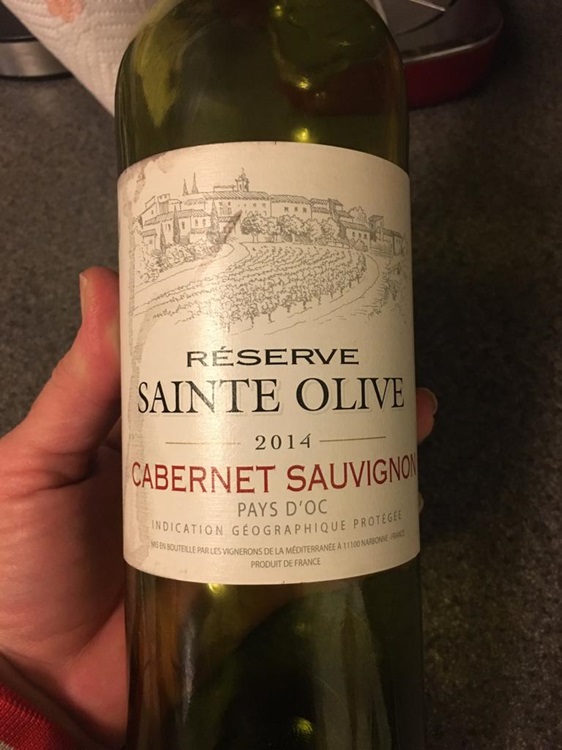 RÉSERVE
SAINTE OLIVE
2014
CABERNET SAUVIGNON
PAYS D'OC
INDICATION GÉOGRAPHIQUE PROTÉGÉE
MIS EN BOUTEILLE PAR LES VIGNERONS DE LA MÉDITERRANÉE À 11100 NARBONNE - FRANCE
PRODUIT DE FRANCE